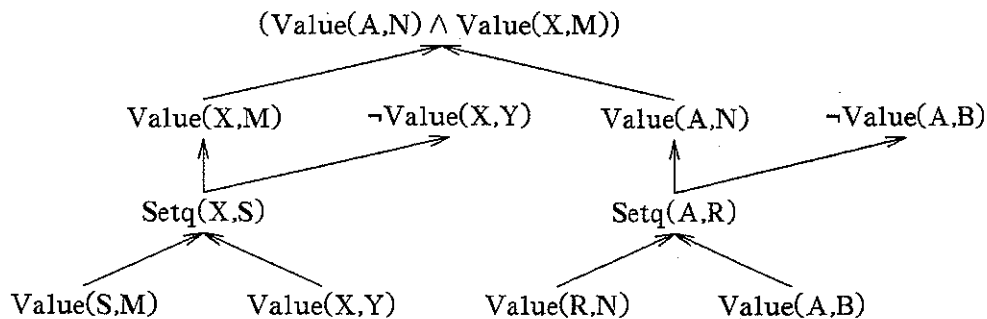 (Value(A,N) ∧ Value(X,M))
Value(X,M) ¬Value(X,Y) Value(A,N) ¬Value(A,B)
Setq(X,S) Setq(A,R)
Value(S,M) Value(X,Y) Value(R,N) Value(A,B)